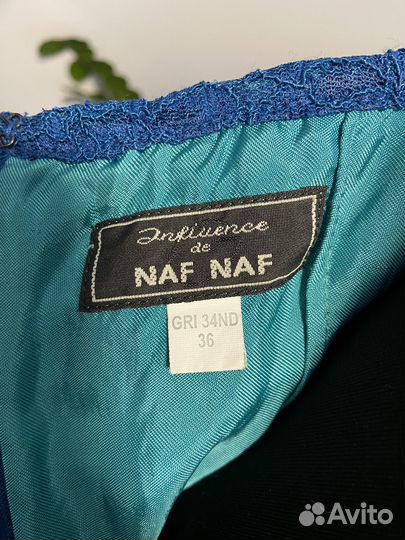 Influence
de
NAF NAF
GRI 34ND
36
Avito